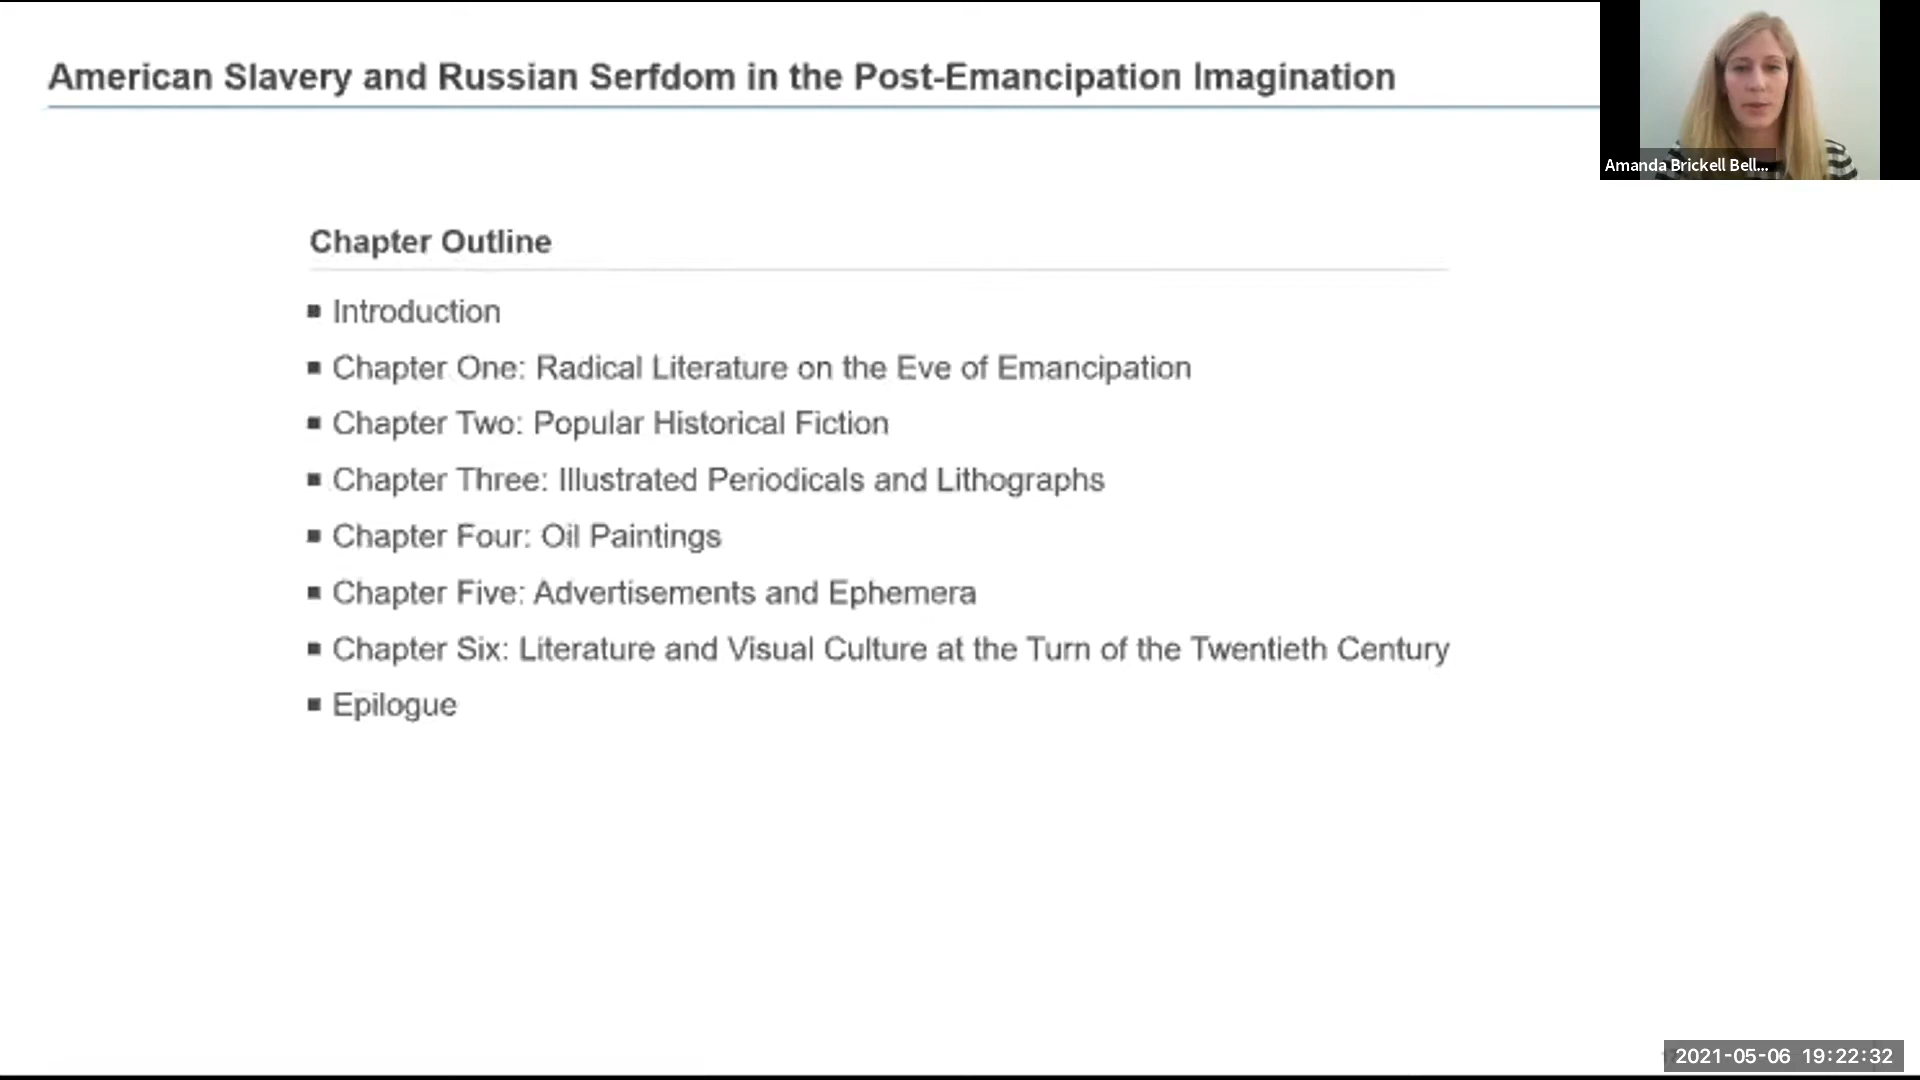 American Slavery and Russian Serfdom in the Post-Emancipation Imagination
Amanda Brickell Bell...
Chapter Outline
Introduction
Chapter One: Radical Literature on the Eve of Emancipation
Chapter Two: Popular Historical Fiction
Chapter Three: Illustrated Periodicals and Lithographs
Chapter Four: Oil Paintings
Chapter Five: Advertisements and Ephemera
Chapter Six: Literature and Visual Culture at the Turn of the Twentieth Century
Epilogue
2021-05-06 19:22:32